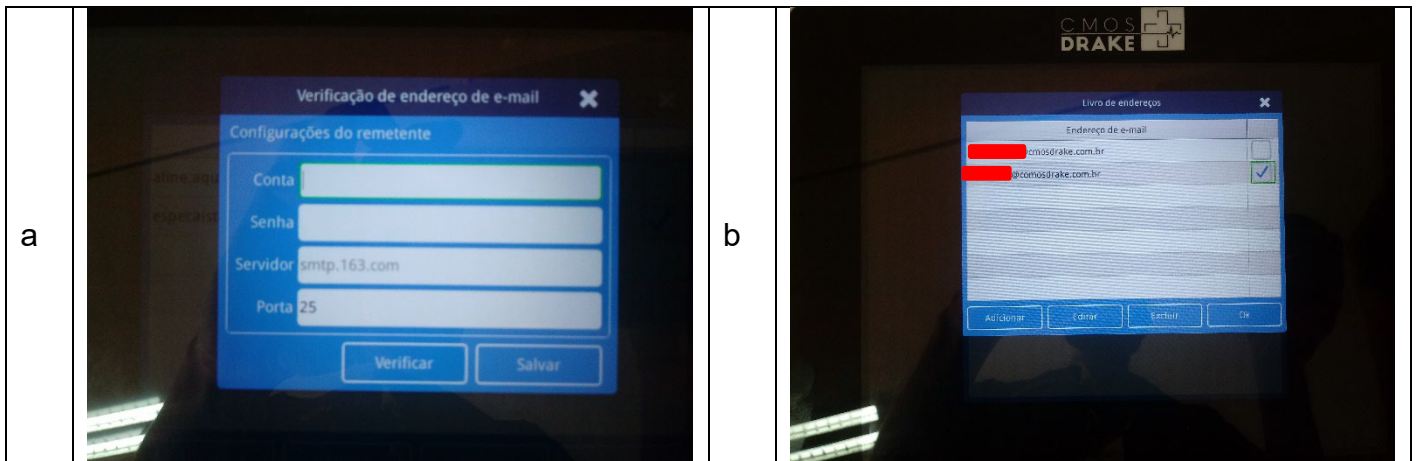 a
Verificação de endereço de e-mail
Configurações do remetente
Conta
Senha
Servidor smtp.163.com
Porta 25
Verificar
Salvar
b
CMOS
DRAKE
Livro de endereços
Endereço de e-mail
@cmosdrake.com.br
@comosdrake.com.br
Adicionar
Editar
Excluir
Ok